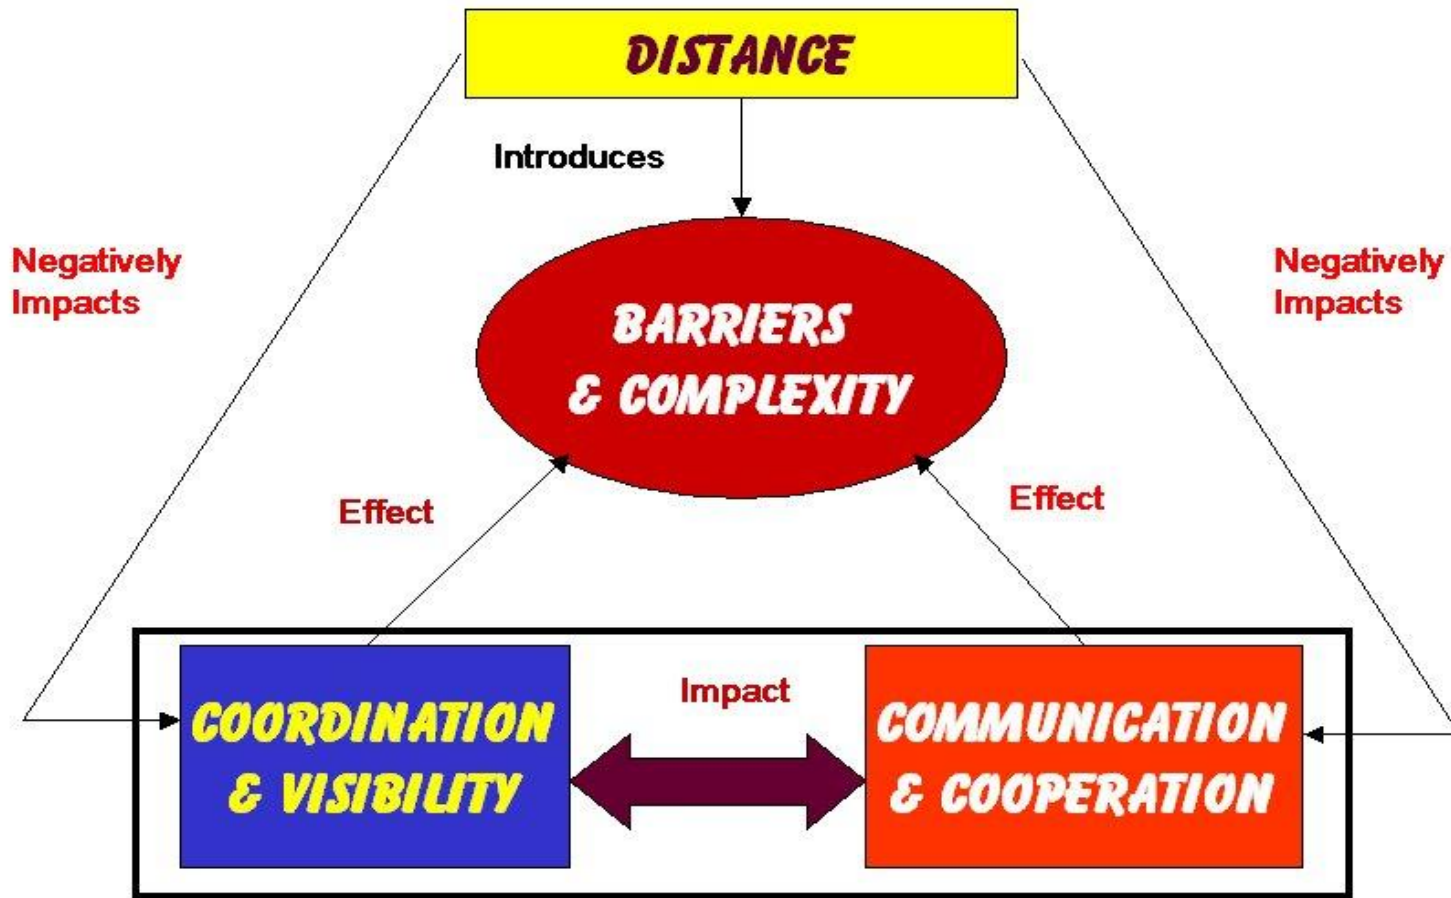 DISTANCE
Introduces
Negatively
Impacts
Negatively
Impacts
BARRIERS
& COMPLEXITY
Effect
Effect
Impact
COORDINATION
& VISIBILITY
COMMUNICATION
& COOPERATION